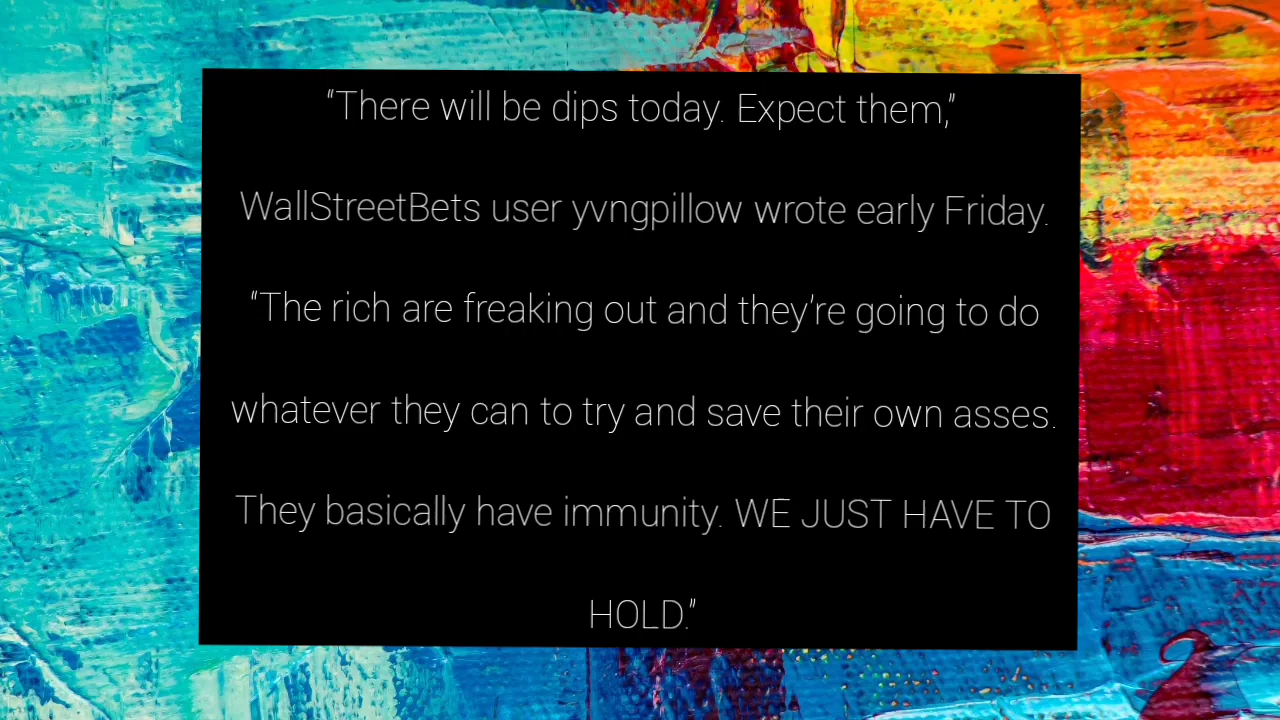 “There will be dips today. Expect them,”
WallStreetBets user yvngpillow wrote early Friday.
“The rich are freaking out and they’re going to do
whatever they can to try and save their own asses.
They basically have immunity. WE JUST HAVE TO
HOLD.”